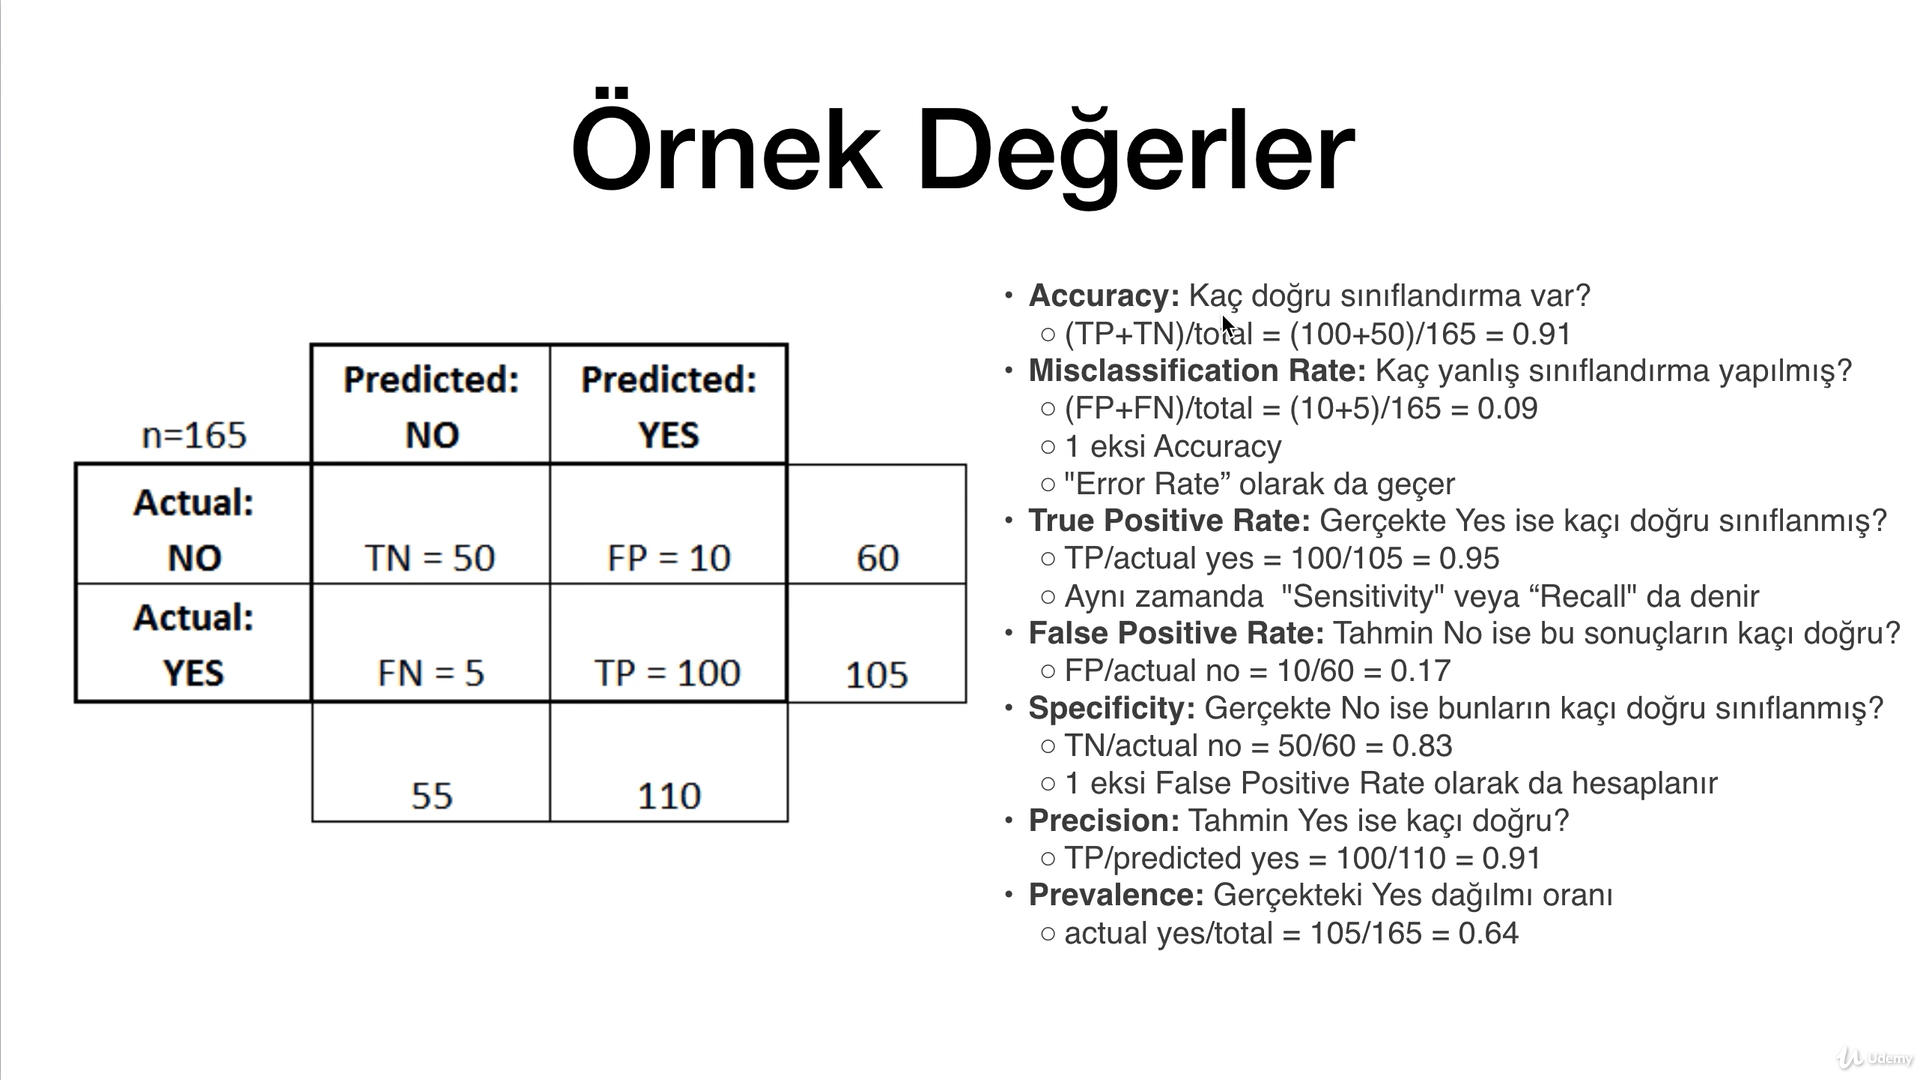 Örnek Değerler
n=165
Predicted:
NO
Predicted:
YES
Actual:
NO
TN = 50
FP = 10
60
Actual:
YES
FN = 5
TP = 100
105
55
110
• Accuracy: Kaç doğru sınıflandırma var?
○ (TP+TN)/total = (100+50)/165 = 0.91
• Misclassification Rate: Kaç yanlış sınıflandırma yapılmış?
○ (FP+FN)/total = (10+5)/165 = 0.09
○ 1 eksi Accuracy
○ "Error Rate” olarak da geçer
• True Positive Rate: Gerçekte Yes ise kaçı doğru sınıflanmış?
○ TP/actual yes = 100/105 = 0.95
○ Aynı zamanda  "Sensitivity" veya “Recall" da denir
• False Positive Rate: Tahmin No ise bu sonuçların kaçı doğru?
○ FP/actual no = 10/60 = 0.17
• Specificity: Gerçekte No ise bunların kaçı doğru sınıflanmış?
○ TN/actual no = 50/60 = 0.83
○ 1 eksi False Positive Rate olarak da hesaplanır
• Precision: Tahmin Yes ise kaçı doğru?
○ TP/predicted yes = 100/110 = 0.91
• Prevalence: Gerçekteki Yes dağılmı oranı
○ actual yes/total = 105/165 = 0.64
Udemy